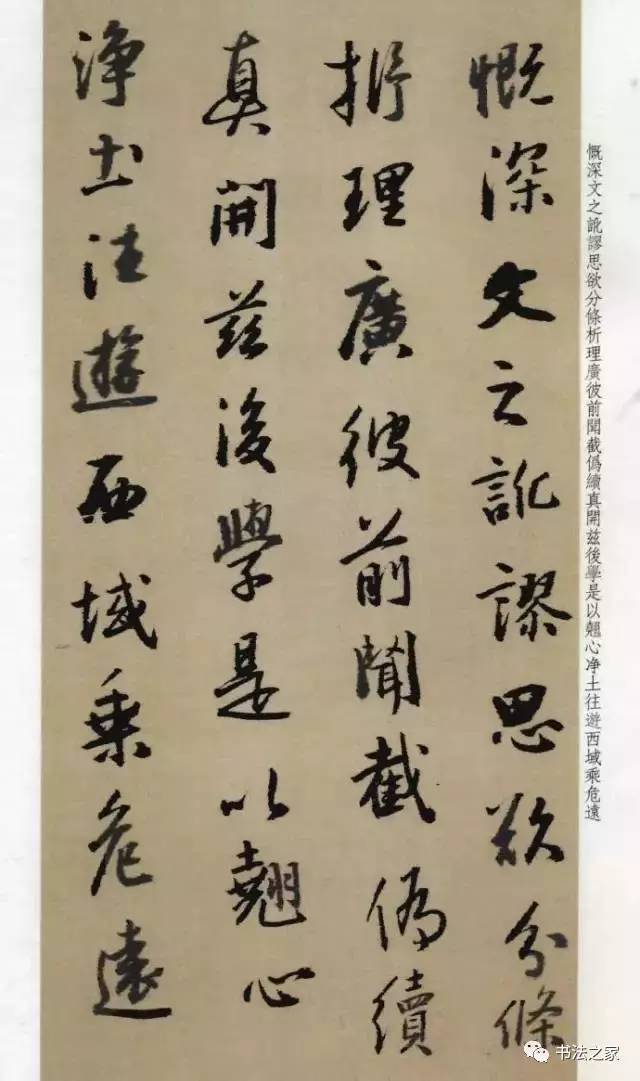 慨深文之訛謬思欲分條析理廣彼前聞截僞續真開兹後學是以翹心净土往遊西域乘危遠
慨深文之訛謬思欲分條
析理廣彼前聞截偽續
真開茲後學是以翹心
淨土往遊西域乘危遠
书法之家